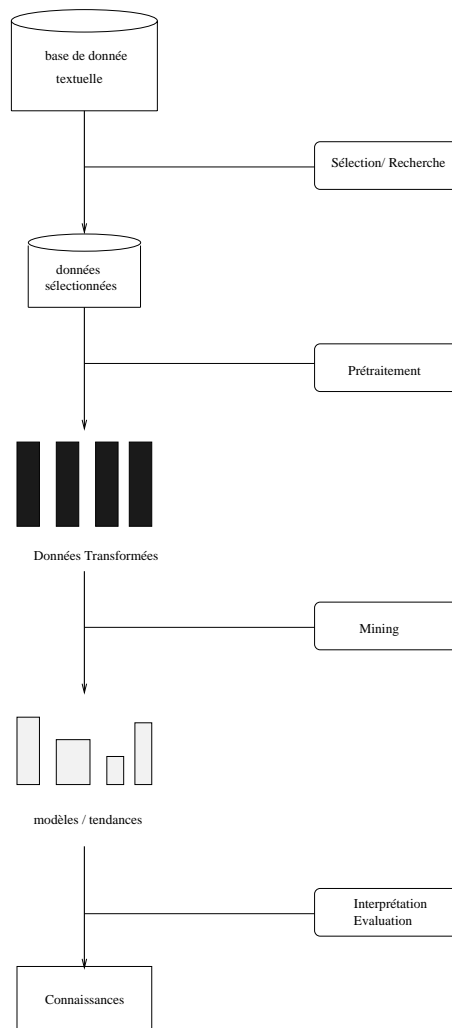 base de donnée
textuelle
Sélection/ Recherche
données
sélectionnées
Prétraitement
Données Transformées
Mining
modèles / tendances
Interprétation
Evaluation
Connaissances